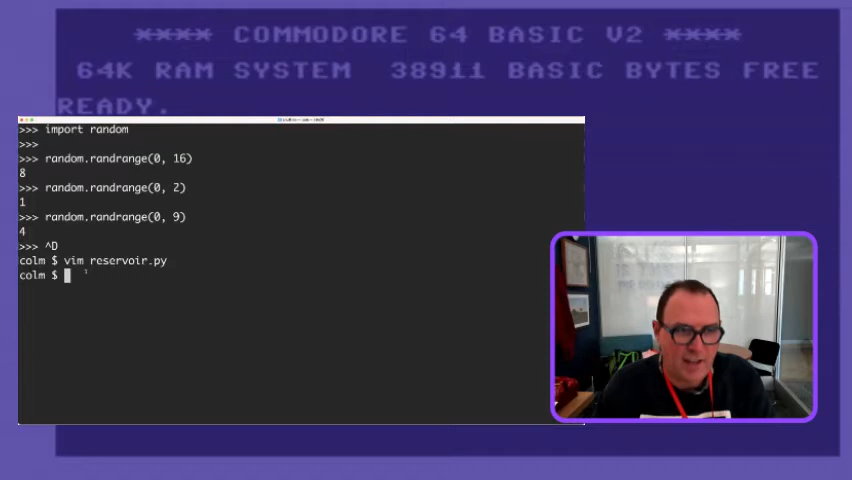 **** COMMODORE 64 BASIC V2 ****
64K RAM SYSTEM 38911 BASIC BYTES FREE
READY.
>>> import random
>>>
>>> random.randrange(0, 16)
8
>>> random.randrange(0, 2)
1
>>> random.randrange(0, 9)
4
>>> ^D
colm $ vim reservoir.py
colm $